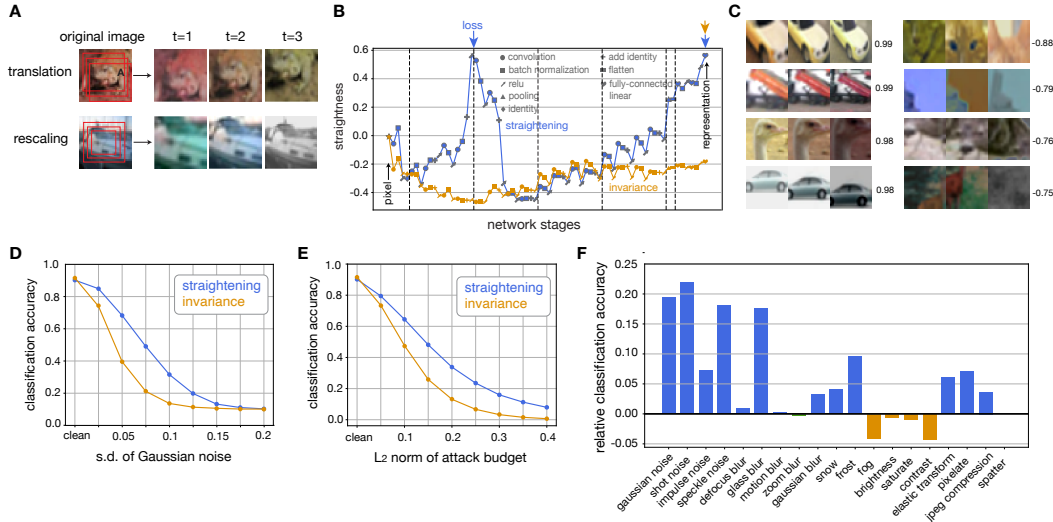 A
original image
t=1
t=2
t=3
translation
rescaling
B
loss
0.6
0.4
0.2
0.0
-0.2
-0.4
straightness
convolution
batch normalization
relu
pooling
identity
add identity
flatten
fully-connected
linear
straightening
invariance
pixel
representation
network stages
C
0.99
-0.88
0.99
-0.79
0.98
-0.76
0.98
-0.75
D
1.0
0.8
0.6
0.4
0.2
0.0
classification accuracy
straightening
invariance
clean
0.05
0.1
0.15
0.2
s.d. of Gaussian noise
E
1.0
0.8
0.6
0.4
0.2
0.0
classification accuracy
straightening
invariance
clean
0.1
0.2
0.3
0.4
L2 norm of attack budget
F
0.25
0.20
0.15
0.10
0.05
0.00
-0.05
relative classification accuracy
gaussian noise
shot noise
impulse noise
speckle noise
defocus blur
glass blur
motion blur
zoom blur
gaussian blur
snow
frost
fog
brightness
saturate
contrast
elastic transform
pixelate
jpeg compression
spatter